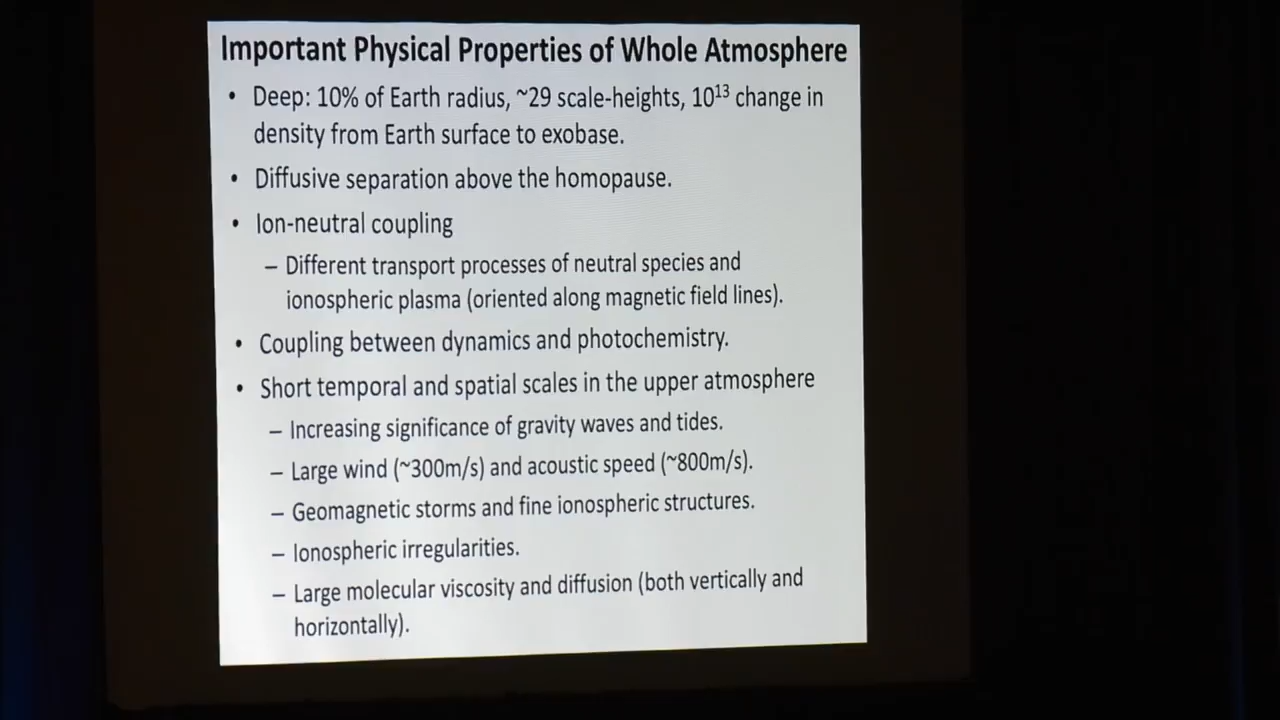 Important Physical Properties of Whole Atmosphere
• Deep: 10% of Earth radius, ~29 scale-heights, 10¹³ change in
density from Earth surface to exobase.
• Diffusive separation above the homopause.
• Ion-neutral coupling
– Different transport processes of neutral species and
ionospheric plasma (oriented along magnetic field lines).
• Coupling between dynamics and photochemistry.
• Short temporal and spatial scales in the upper atmosphere
– Increasing significance of gravity waves and tides.
– Large wind (~300m/s) and acoustic speed (~800m/s).
– Geomagnetic storms and fine ionospheric structures.
– Ionospheric irregularities.
– Large molecular viscosity and diffusion (both vertically and
horizontally).